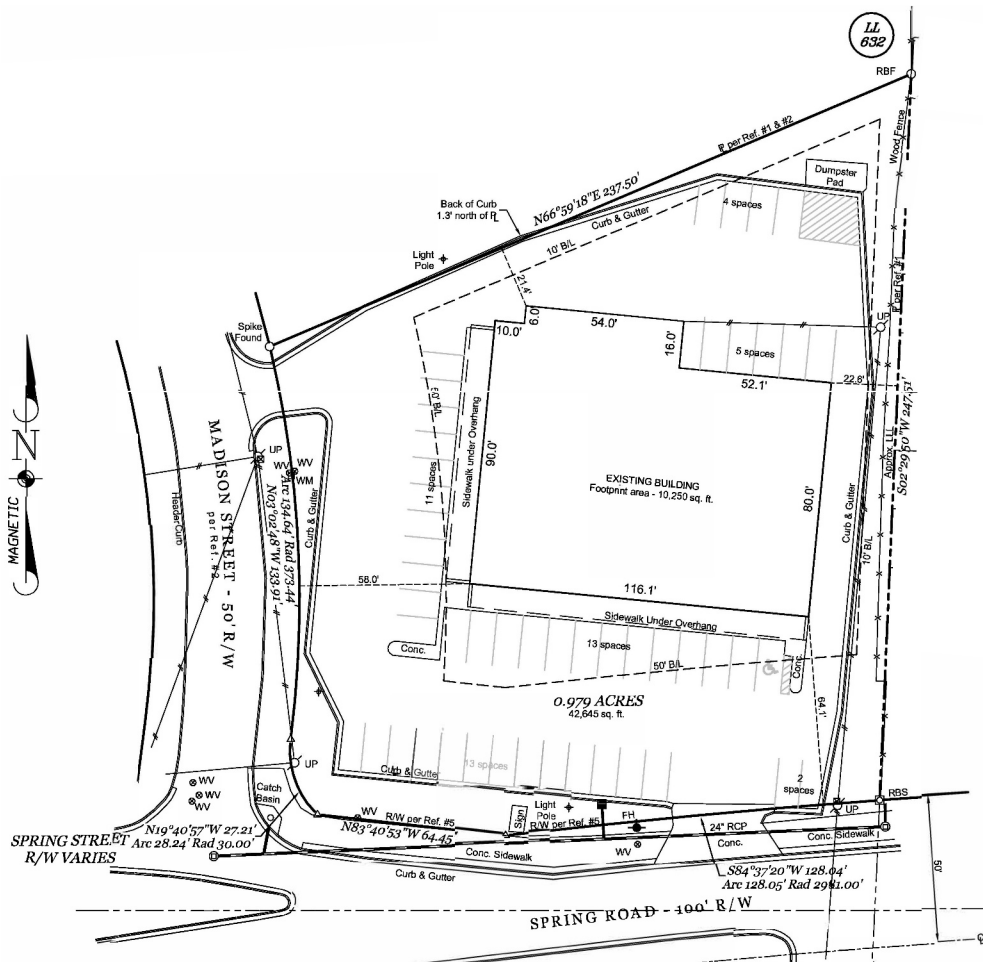 LL
632
RBF
℄ per Ref. #1 & #2
Wood Fence
Dumpster
Pad
N66°59'18"E 237.50'
Back of Curb
1.3' north of ℄
Curb & Gutter
4 spaces
10' B/L
Light
Pole
21.4'
℄ per Ref. #1
UP
Spike
Found
10.0'
6.0'
54.0'
16.0'
5 spaces
52.1'
22.6'
50' B/L
Approx. LLL
S02°29'50"W 247.51'
N
MAGNETIC
MADISON STREET - 50' R/W
per Ref. #2
Header Curb
UP
WV
WV
WM
Arc 134.64' Rad 373.44'
N03°02'48"W 133.91'
Curb & Gutter
11 spaces
Sidewalk under Overhang
90.0'
EXISTING BUILDING
Footprint area - 10,250 sq. ft.
80.0'
Curb & Gutter
10' B/L
58.0'
116.1'
Sidewalk Under Overhang
13 spaces
Conc.
Conc.
50' B/L
64.1'
0.979 ACRES
42,645 sq. ft.
13 spaces
Curb & Gutter
2
spaces
UP
WV
WV
WV
Catch
Basin
WV
R/W per Ref. #5
Sign
Light
Pole
R/W per Ref. #5
FH
WV
24" RCP
Conc.
UP
RBS
Conc. Sidewalk
SPRING STREET
R/W VARIES
N19°40'57"W 27.21'
Arc 28.24' Rad 30.00'
N83°40'53"W 64.45'
Conc. Sidewalk
Curb & Gutter
S84°37'20"W 128.04'
Arc 128.05' Rad 2981.00'
50'
SPRING ROAD - 100' R/W
℄